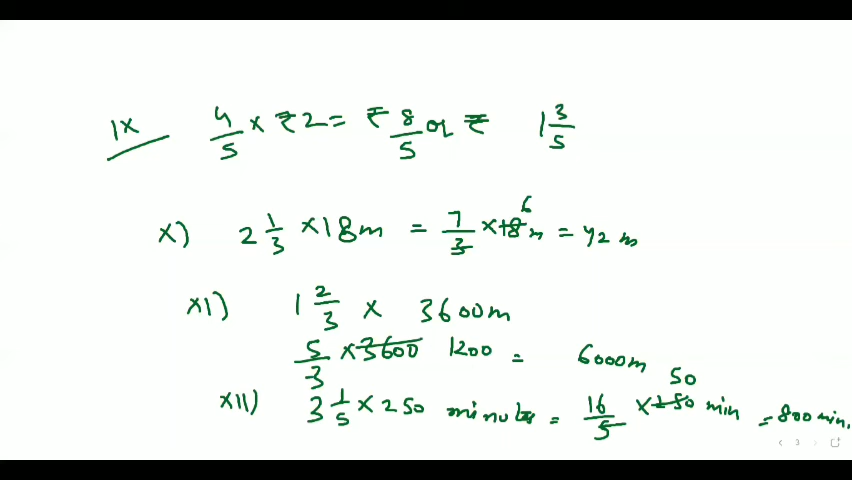 IX 4/5 × ₹2 = ₹ 8/5 or ₹ 1 3/5
X) 2 1/3 × 18m = 7/3 × 18 6 m = 42 m
XI) 1 2/3 × 3600m
5/3 × 3600 1200 = 6000m
XII) 3 1/5 × 250 minutes = 16/5 × 250 50 min = 800 min.
3